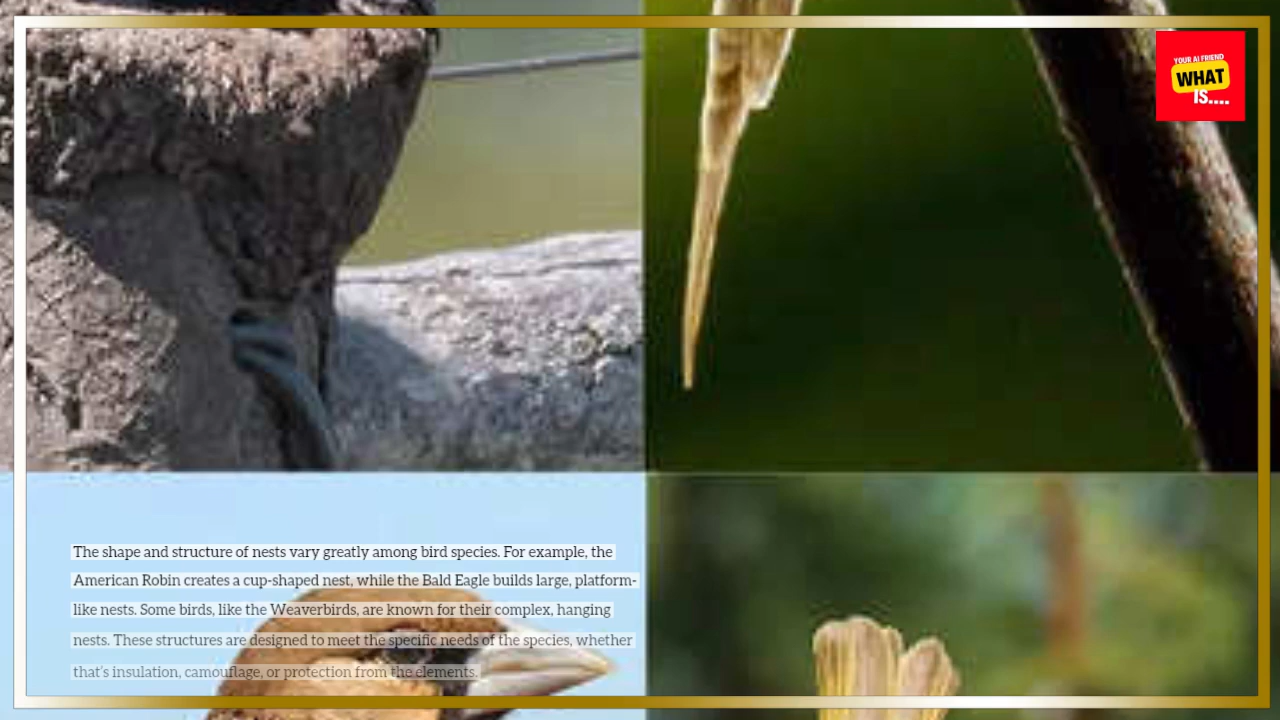 YOUR AI FRIEND
WHAT
IS....
The shape and structure of nests vary greatly among bird species. For example, the
American Robin creates a cup-shaped nest, while the Bald Eagle builds large, platform-
like nests. Some birds, like the Weaverbirds, are known for their complex, hanging
nests. These structures are designed to meet the specific needs of the species, whether
that's insulation, camouflage, or protection from the elements.